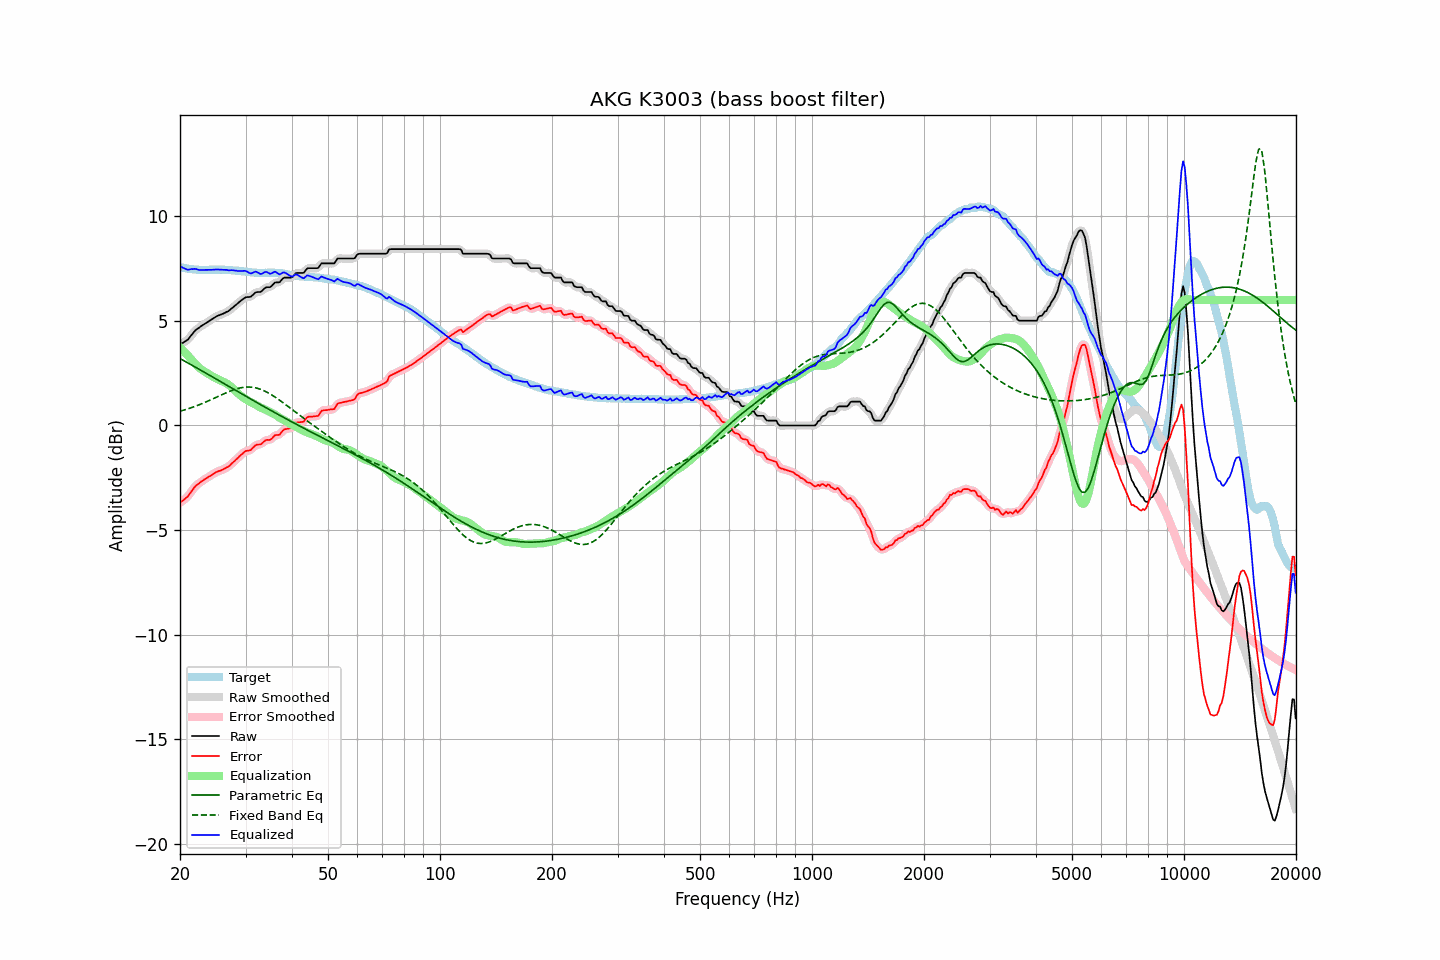 AKG K3003 (bass boost filter)
Amplitude (dBr)
10
5
0
−5
−10
−15
−20
Target
Raw Smoothed
Error Smoothed
Raw
Error
Equalization
Parametric Eq
Fixed Band Eq
Equalized
20 50 100 200 500 1000 2000 5000 10000 20000
Frequency (Hz)